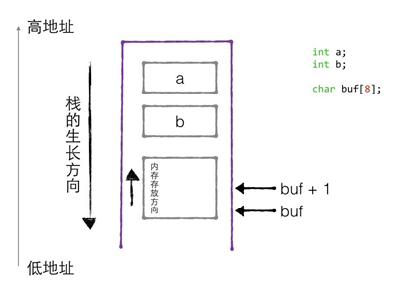 高地址
int a;
int b;
char buf[8];
a
b
栈的生长方向
内存存放方向
buf + 1
buf
低地址